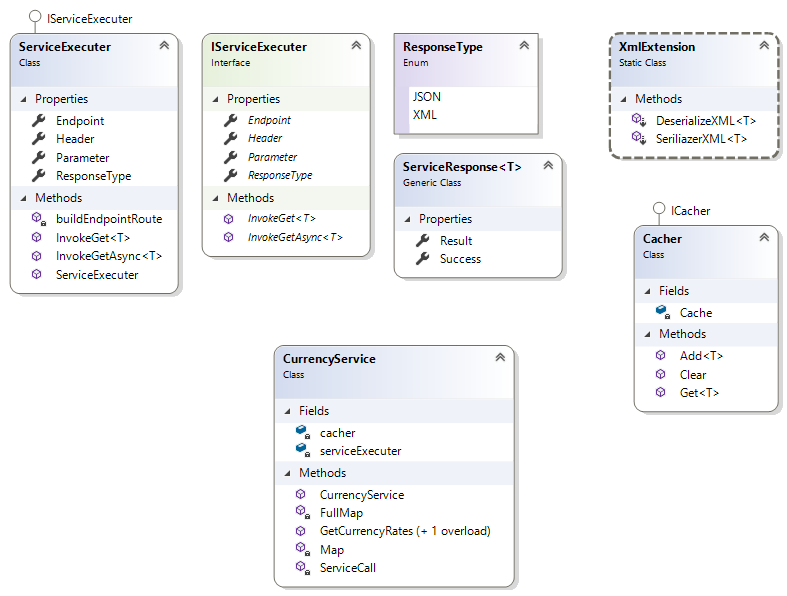 IServiceExecuter
ServiceExecuter
Class
Properties
Endpoint
Header
Parameter
ResponseType
Methods
buildEndpointRoute
InvokeGet<T>
InvokeGetAsync<T>
ServiceExecuter
IServiceExecuter
Interface
Properties
Endpoint
Header
Parameter
ResponseType
Methods
InvokeGet<T>
InvokeGetAsync<T>
ResponseType
Enum
JSON
XML
ServiceResponse<T>
Generic Class
Properties
Result
Success
XmlExtension
Static Class
Methods
DeserializeXML<T>
SeriliazerXML<T>
ICacher
Cacher
Class
Fields
Cache
Methods
Add<T>
Clear
Get<T>
CurrencyService
Class
Fields
cacher
serviceExecuter
Methods
CurrencyService
FullMap
GetCurrencyRates (+ 1 overload)
Map
ServiceCall